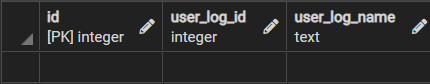 id user_log_id user_log_name
[PK] integer integer text